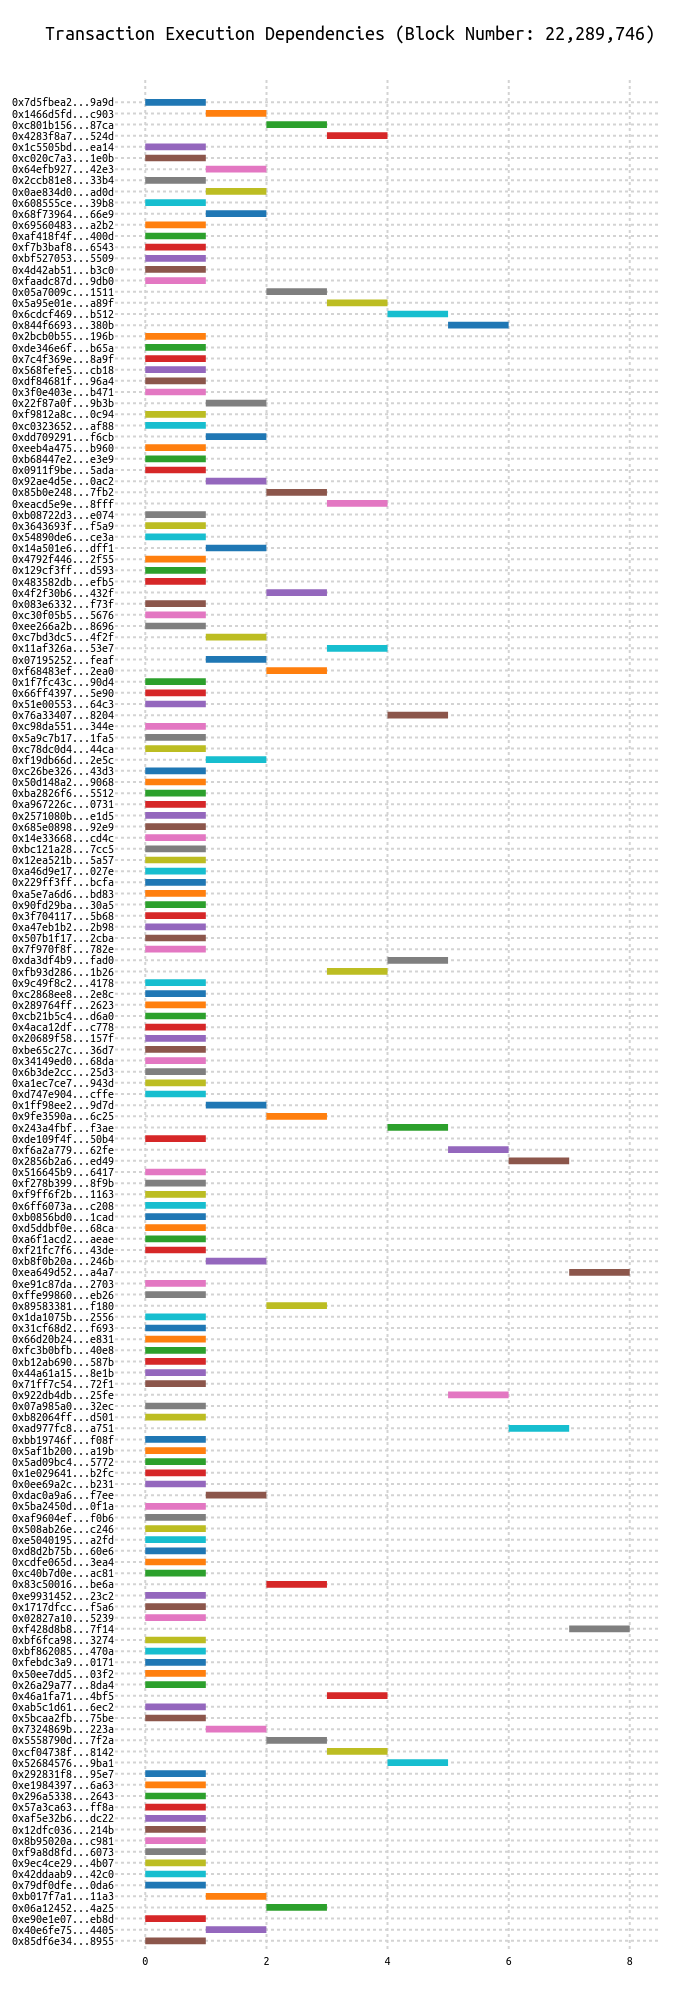 Transaction Execution Dependencies (Block Number: 22,289,746)
0x7d5fbea2...9a9d
0x1466d5fd...c903
0xc801b156...87ca
0x4283f8a7...524d
0x1c5505bd...ea14
0xc020c7a3...1e0b
0x64efb927...42e3
0x2ccb81e8...33b4
0x0ae834d0...ad0d
0x608555ce...39b8
0x68f73964...66e9
0x69560483...a2b2
0xaf418f4f...400d
0xf7b3baf8...6543
0xbf527053...5509
0x4d42ab51...b3c0
0xfaadc87d...9db0
0x05a7009c...1511
0x5a95e01e...a89f
0x6cdcf469...b512
0x844f6693...380b
0x2bcb0b55...196b
0xde346e6f...b65a
0x7c4f369e...8a9f
0x568fefe5...cb18
0xdf84681f...96a4
0x3f0e403e...b471
0x22f87a0f...9b3b
0xf9812a8c...0c94
0xc0323652...af88
0xdd709291...f6cb
0xeeb4a475...b960
0xb68447e2...e3e9
0x0911f9be...5ada
0x92ae4d5e...0ac2
0x85b0e248...7fb2
0xeacd5e9e...8fff
0xb08722d3...e074
0x3643693f...f5a9
0x54890de6...ce3a
0x14a501e6...dff1
0x4792f446...2f55
0x129cf3ff...d593
0x483582db...efb5
0x4f2f30b6...432f
0x083e6332...f73f
0xc30f05b5...5676
0xee266a2b...8696
0xc7bd3dc5...4f2f
0x11af326a...53e7
0x07195252...feaf
0xf68483ef...2ea0
0x1f7fc43c...90d4
0x66ff4397...5e90
0x51e00553...64c3
0x76a33407...8204
0xc98da551...344e
0x5a9c7b17...1fa5
0xc78dc0d4...44ca
0xf19db66d...2e5c
0xc26be326...43d3
0x50d148a2...9068
0xba2826f6...5512
0xa967226c...0731
0x2571080b...e1d5
0x685e0898...92e9
0x14e33668...cd4c
0xbc121a28...7cc5
0x12ea521b...5a57
0xa46d9e17...027e
0x229ff3ff...bcfa
0xa5e7a6d6...bd83
0x90fd29ba...30a5
0x3f704117...5b68
0xa47eb1b2...2b98
0x507b1f17...2cba
0x7f970f8f...782e
0xda3df4b9...fad0
0xfb93d286...1b26
0x9c49f8c2...4178
0xc2868ee8...2e8c
0x289764ff...2623
0xcb21b5c4...d6a0
0x4aca12df...c778
0x20689f58...157f
0xbe65c27c...36d7
0x34149ed0...68da
0x6b3de2cc...25d3
0xa1ec7ce7...943d
0xd747e904...cffe
0x1ff98ee2...9d7d
0x9fe3590a...6c25
0x243a4fbf...f3ae
0xde109f4f...50b4
0xf6a2a779...62fe
0x2856b2a6...ed49
0x516645b9...6417
0xf278b399...8f9b
0xf9ff6f2b...1163
0x6ff6073a...c208
0xb0856bd0...1cad
0xd5ddbf0e...68ca
0xa6f1acd2...aeae
0xf21fc7f6...43de
0xb8f0b20a...246b
0xea649d52...a4a7
0xe91c87da...2703
0xffe99860...eb26
0x89583381...f180
0x1da1075b...2556
0x31cf68d2...f693
0x66d20b24...e831
0xfc3b0bfb...40e8
0xb12ab690...587b
0x44a61a15...8e1b
0x71ff7c54...72f1
0x922db4db...25fe
0x07a985a0...32ec
0xb82064ff...d501
0xad977fc8...a751
0xbb19746f...f08f
0x5af1b200...a19b
0x5ad09bc4...5772
0x1e029641...b2fc
0x0ee69a2c...b231
0xdac0a9a6...f7ee
0x5ba2450d...0f1a
0xaf9604ef...f0b6
0x508ab26e...c246
0xe5040195...a2fd
0xd8d2b75b...60e6
0xcdfe065d...3ea4
0xc40b7d0e...ac81
0x83c50016...be6a
0xe9931452...23c2
0x1717dfcc...f5a6
0x02827a10...5239
0xf428d8b8...7f14
0xbf6fca98...3274
0xbf862085...470a
0xfebdc3a9...0171
0x50ee7dd5...03f2
0x26a29a77...8da4
0x46a1fa71...4bf5
0xab5c1d61...6ec2
0x5bcaa2fb...75be
0x7324869b...223a
0x5558790d...7f2a
0xcf04738f...8142
0x52684576...9ba1
0x292831f8...95e7
0xe1984397...6a63
0x296a5338...2643
0x57a3ca63...ff8a
0xaf5e32b6...dc22
0x12dfc036...214b
0x8b95020a...c981
0xf9a8d8fd...6073
0x9ec4ce29...4b07
0x42ddaab9...42c0
0x79df0dfe...0da6
0xb017f7a1...11a3
0x06a12452...4a25
0xe90e1e07...eb8d
0x40e6fe75...4405
0x85df6e34...8955
0 2 4 6 8